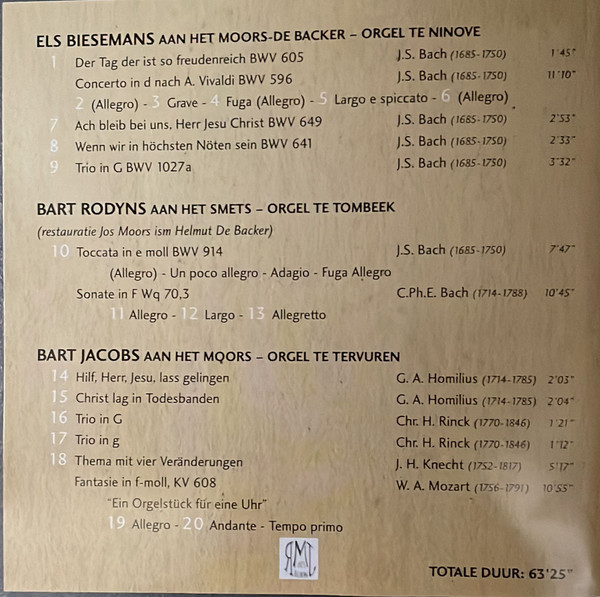 ELS BIESEMANS AAN HET MOORS-DE BACKER – ORGEL TE NINOVE
1 Der Tag der ist so freudenreich BWV 605 J.S. Bach (1685-1750) 1'45"
Concerto in d nach A. Vivaldi BWV 596 J.S. Bach (1685-1750) 11'10"
2 (Allegro) - 3 Grave - 4 Fuga (Allegro) - 5 Largo e spiccato - 6 (Allegro)
7 Ach bleib bei uns, Herr Jesu Christ BWV 649 J.S. Bach (1685-1750) 2'53"
8 Wenn wir in höchsten Nöten sein BWV 641 J.S. Bach (1685-1750) 2'33"
9 Trio in G BWV 1027a J.S. Bach (1685-1750) 3'32"
BART RODYNS AAN HET SMETS – ORGEL TE TOMBEEK
(restauratie Jos Moors ism Helmut De Backer)
10 Toccata in e moll BWV 914 J.S. Bach (1685-1750) 7'47"
(Allegro) - Un poco allegro - Adagio - Fuga Allegro
Sonate in F Wq 70,3 C.Ph.E. Bach (1714-1788) 10'45"
11 Allegro - 12 Largo - 13 Allegretto
BART JACOBS AAN HET MOORS – ORGEL TE TERVUREN
14 Hilf, Herr, Jesu, lass gelingen G. A. Homilius (1714-1785) 2'03"
15 Christ lag in Todesbanden G. A. Homilius (1714-1785) 2'04"
16 Trio in G Chr. H. Rinck (1770-1846) 1'21"
17 Trio in g Chr. H. Rinck (1770-1846) 1'12"
18 Thema mit vier Veränderungen J. H. Knecht (1752-1817) 5'17"
Fantasie in f-moll, KV 608 W. A. Mozart (1756-1791) 10'55"
"Ein Orgelstück für eine Uhr"
19 Allegro - 20 Andante - Tempo primo
TOTALE DUUR: 63'25"